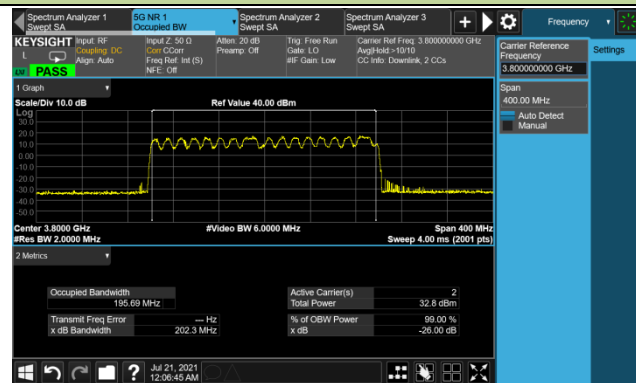 Spectrum Analyzer 1
Swept SA
5G NR 1
Occupied BW
Spectrum Analyzer 2
Swept SA
Spectrum Analyzer 3
Swept SA
+
Frequency
KEYSIGHT
L
LU PASS
Input: RF
Coupling: DC
Align: Auto
Input Z: 50 Ω
Corr CCorr
Freq Ref: Int (S)
NFE: Off
Atten: 20 dB
Preamp: Off
Trig: Free Run
Gate: LO
#IF Gain: Low
Carrier Ref Freq: 3.800000000 GHz
Avg|Hold:>10/10
CC Info: Downlink, 2 CCs
Carrier Reference
Frequency
3.800000000 GHz
Settings
Span
400.00 MHz
Auto Detect
Manual
1 Graph
Scale/Div 10.0 dB
Ref Value 40.00 dBm
Log
30.0
20.0
10.0
0.00
-10.0
-20.0
-30.0
-40.0
-50.0
Center 3.8000 GHz
#Video BW 6.0000 MHz
Span 400 MHz
#Res BW 2.0000 MHz
Sweep 4.00 ms (2001 pts)
2 Metrics
Occupied Bandwidth
195.69 MHz
Active Carrier(s) 2
Total Power 32.8 dBm
Transmit Freq Error --- Hz
x dB Bandwidth 202.3 MHz
% of OBW Power 99.00 %
x dB -26.00 dB
?
Jul 21, 2021
12:06:45 AM